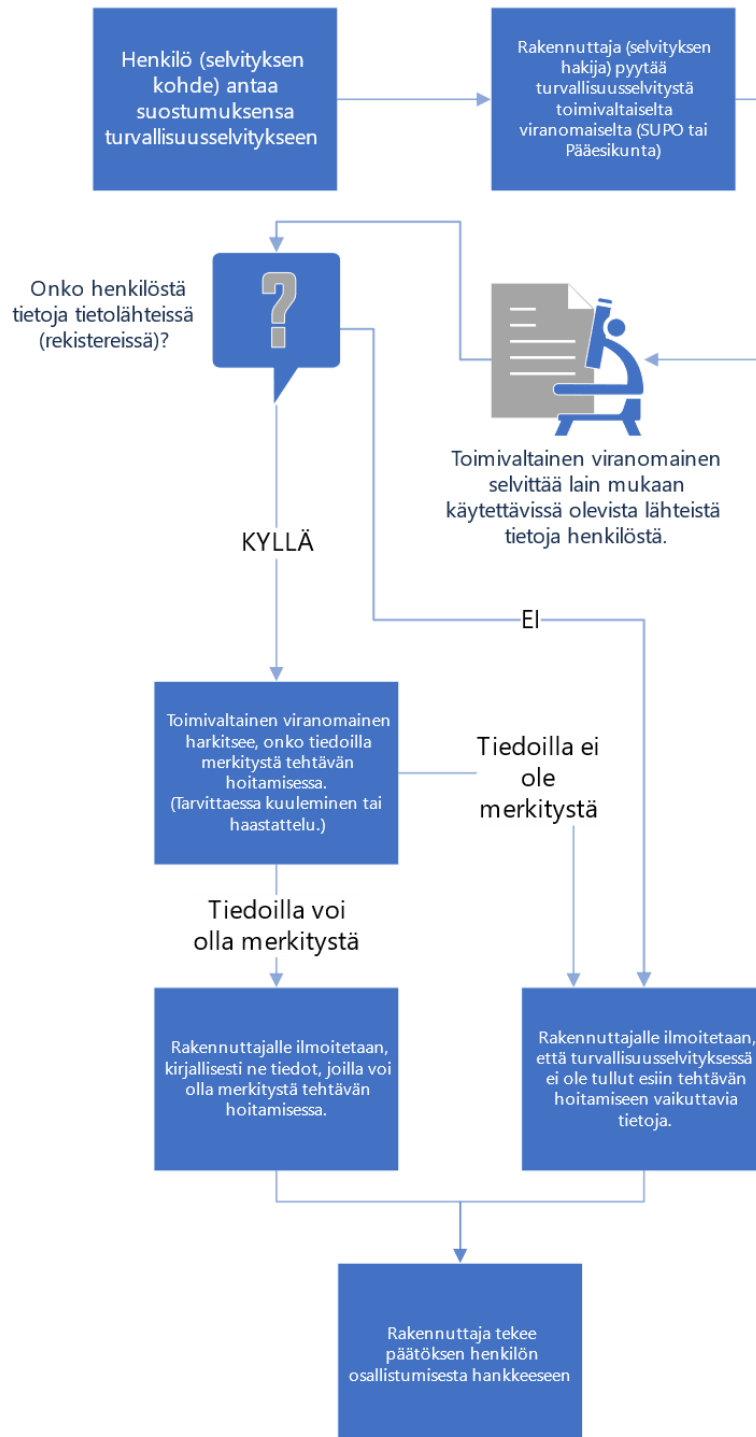 Henkilö (selvityksen
kohde) antaa
suostumuksensa
turvallisuusselvitykseen
Rakennuttaja (selvityksen
hakija) pyytää
turvallisuusselvitystä
toimivaltaiselta
viranomaiselta (SUPO tai
Pääesikunta)
Onko henkilöstä
tietoja tietolähteissä
(rekistereissä)?
?
Toimivaltainen viranomainen
selvittää lain mukaan
käytettävissä olevista lähteistä
tietoja henkilöstä.
KYLLÄ
EI
Toimivaltainen viranomainen
harkitsee, onko tiedoilla
merkitystä tehtävän
hoitamisessa.
(Tarvittaessa kuuleminen tai
haastattelu.)
Tiedoilla ei
ole
merkitystä
Tiedoilla voi
olla merkitystä
Rakennuttajalle ilmoitetaan,
kirjallisesti ne tiedot, joilla voi
olla merkitystä tehtävän
hoitamisessa.
Rakennuttajalle ilmoitetaan,
että turvallisuusselvityksessä
ei ole tullut esiin tehtävän
hoitamiseen vaikuttavia
tietoja.
Rakennuttaja tekee
päätöksen henkilön
osallistumisesta hankkeeseen